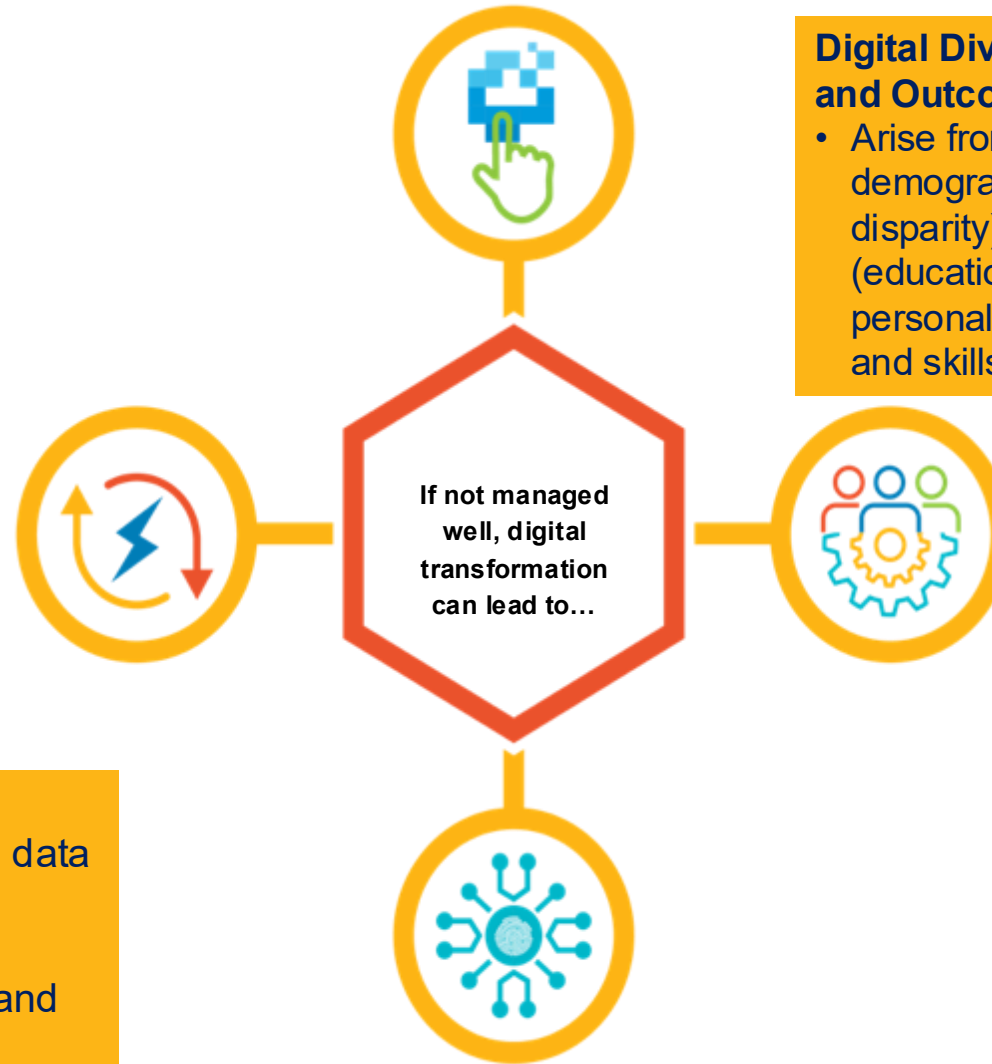 Digital Div
and Outco
• Arise fro
demogra
disparity)
(educatio
personal
and skills
If not managed
well, digital
transformation
can lead to…
data
and